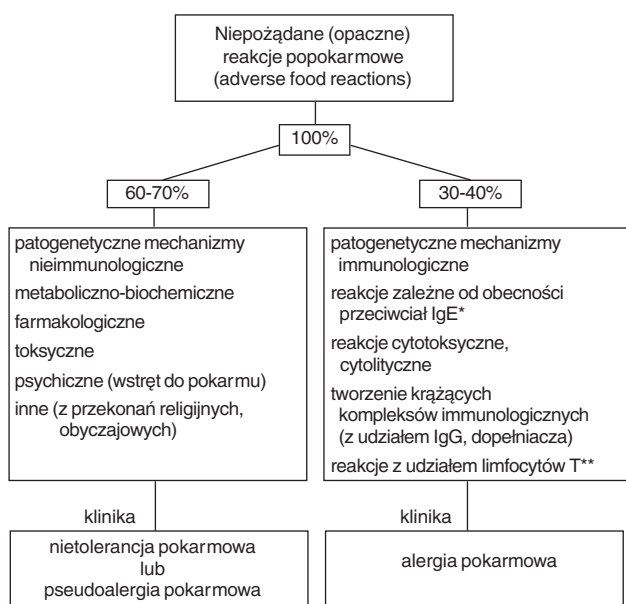 Niepożądane (opaczne)
reakcje popokarmowe
(adverse food reactions)
100%
60-70%
30-40%
patogenetyczne mechanizmy
nieimmunologiczne
metaboliczno-biochemiczne
farmakologiczne
toksyczne
psychiczne (wstręt do pokarmu)
inne (z przekonań religijnych,
obyczajowych)
patogenetyczne mechanizmy
immunologiczne
reakcje zależne od obecności
przeciwciał IgE*
reakcje cytotoksyczne,
cytolityczne
tworzenie krążących
kompleksów immunologicznych
(z udziałem IgG, dopełniacza)
reakcje z udziałem limfocytów T**
klinika
klinika
nietolerancja pokarmowa
lub
pseudoalergia pokarmowa
alergia pokarmowa